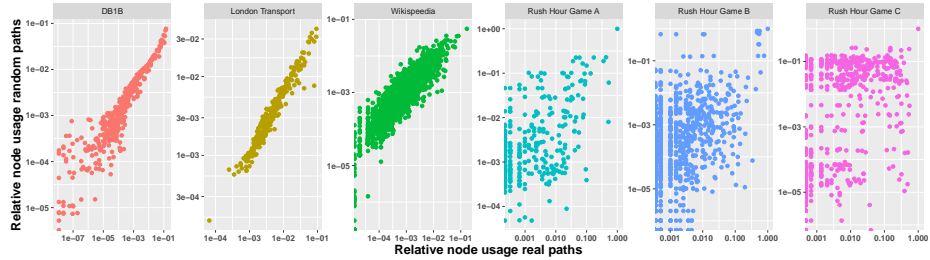 DB1B London Transport Wikispeedia Rush Hour Game A Rush Hour Game B Rush Hour Game C
Relative node usage random paths
1e-01 1e-02 1e-03 1e-04 1e-05
3e-02 1e-02 3e-03 1e-03 3e-04
1e-01 1e-03 1e-05
1e+00 1e-01 1e-02 1e-03 1e-04
1e-01 1e-03 1e-05
1e-01 1e-03 1e-05
1e-07 1e-05 1e-03 1e-01 1e-04 1e-03 1e-02 1e-01 1e-04 1e-03 1e-02 1e-01 0.001 0.010 0.100 1.000 0.001 0.010 0.100 1.000 0.001 0.010 0.100 1.000
Relative node usage real paths